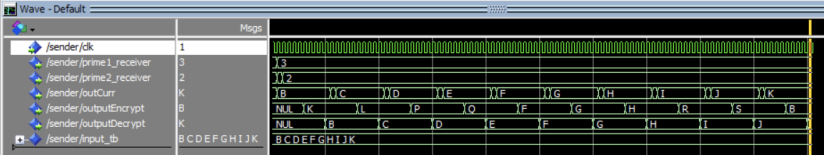 Wave - Default
Msgs
/sender/clk 1
/sender/prime1_receiver 3 3
/sender/prime2_receiver 2 2
/sender/outCurr K B C D E F G H I J K
/sender/outputEncrypt B NUL K L P Q F G H R S B
/sender/outputDecrypt K NUL B C D E F G H I J
/sender/input_tb B C D E F G H I J K B C D E F G H I J K